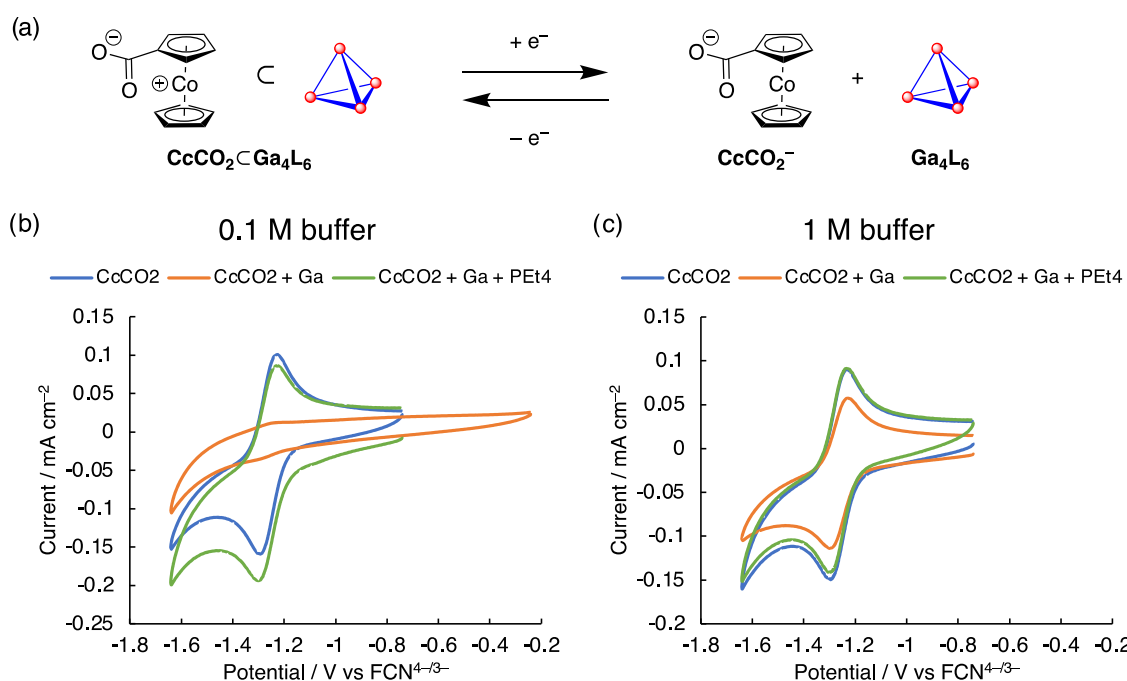 (a)
O ⊖
O
⊕ Co
⊂
+ e⁻
− e⁻
O ⊖
O
Co
+
CcCO₂⊂Ga₄L₆
CcCO₂⁻
Ga₄L₆
(b)
0.1 M buffer
CcCO2 CcCO2 + Ga CcCO2 + Ga + PEt4
0.15
0.1
0.05
0
-0.05
-0.1
-0.15
-0.2
-0.25
Current / mA cm⁻²
-1.8 -1.6 -1.4 -1.2 -1 -0.8 -0.6 -0.4 -0.2
Potential / V vs FCN⁴⁻/³⁻
(c)
1 M buffer
CcCO2 CcCO2 + Ga CcCO2 + Ga + PEt4
0.15
0.1
0.05
0
-0.05
-0.1
-0.15
-0.2
Current / mA cm⁻²
-1.8 -1.6 -1.4 -1.2 -1 -0.8 -0.6 -0.4 -0.2
Potential / V vs FCN⁴⁻/³⁻